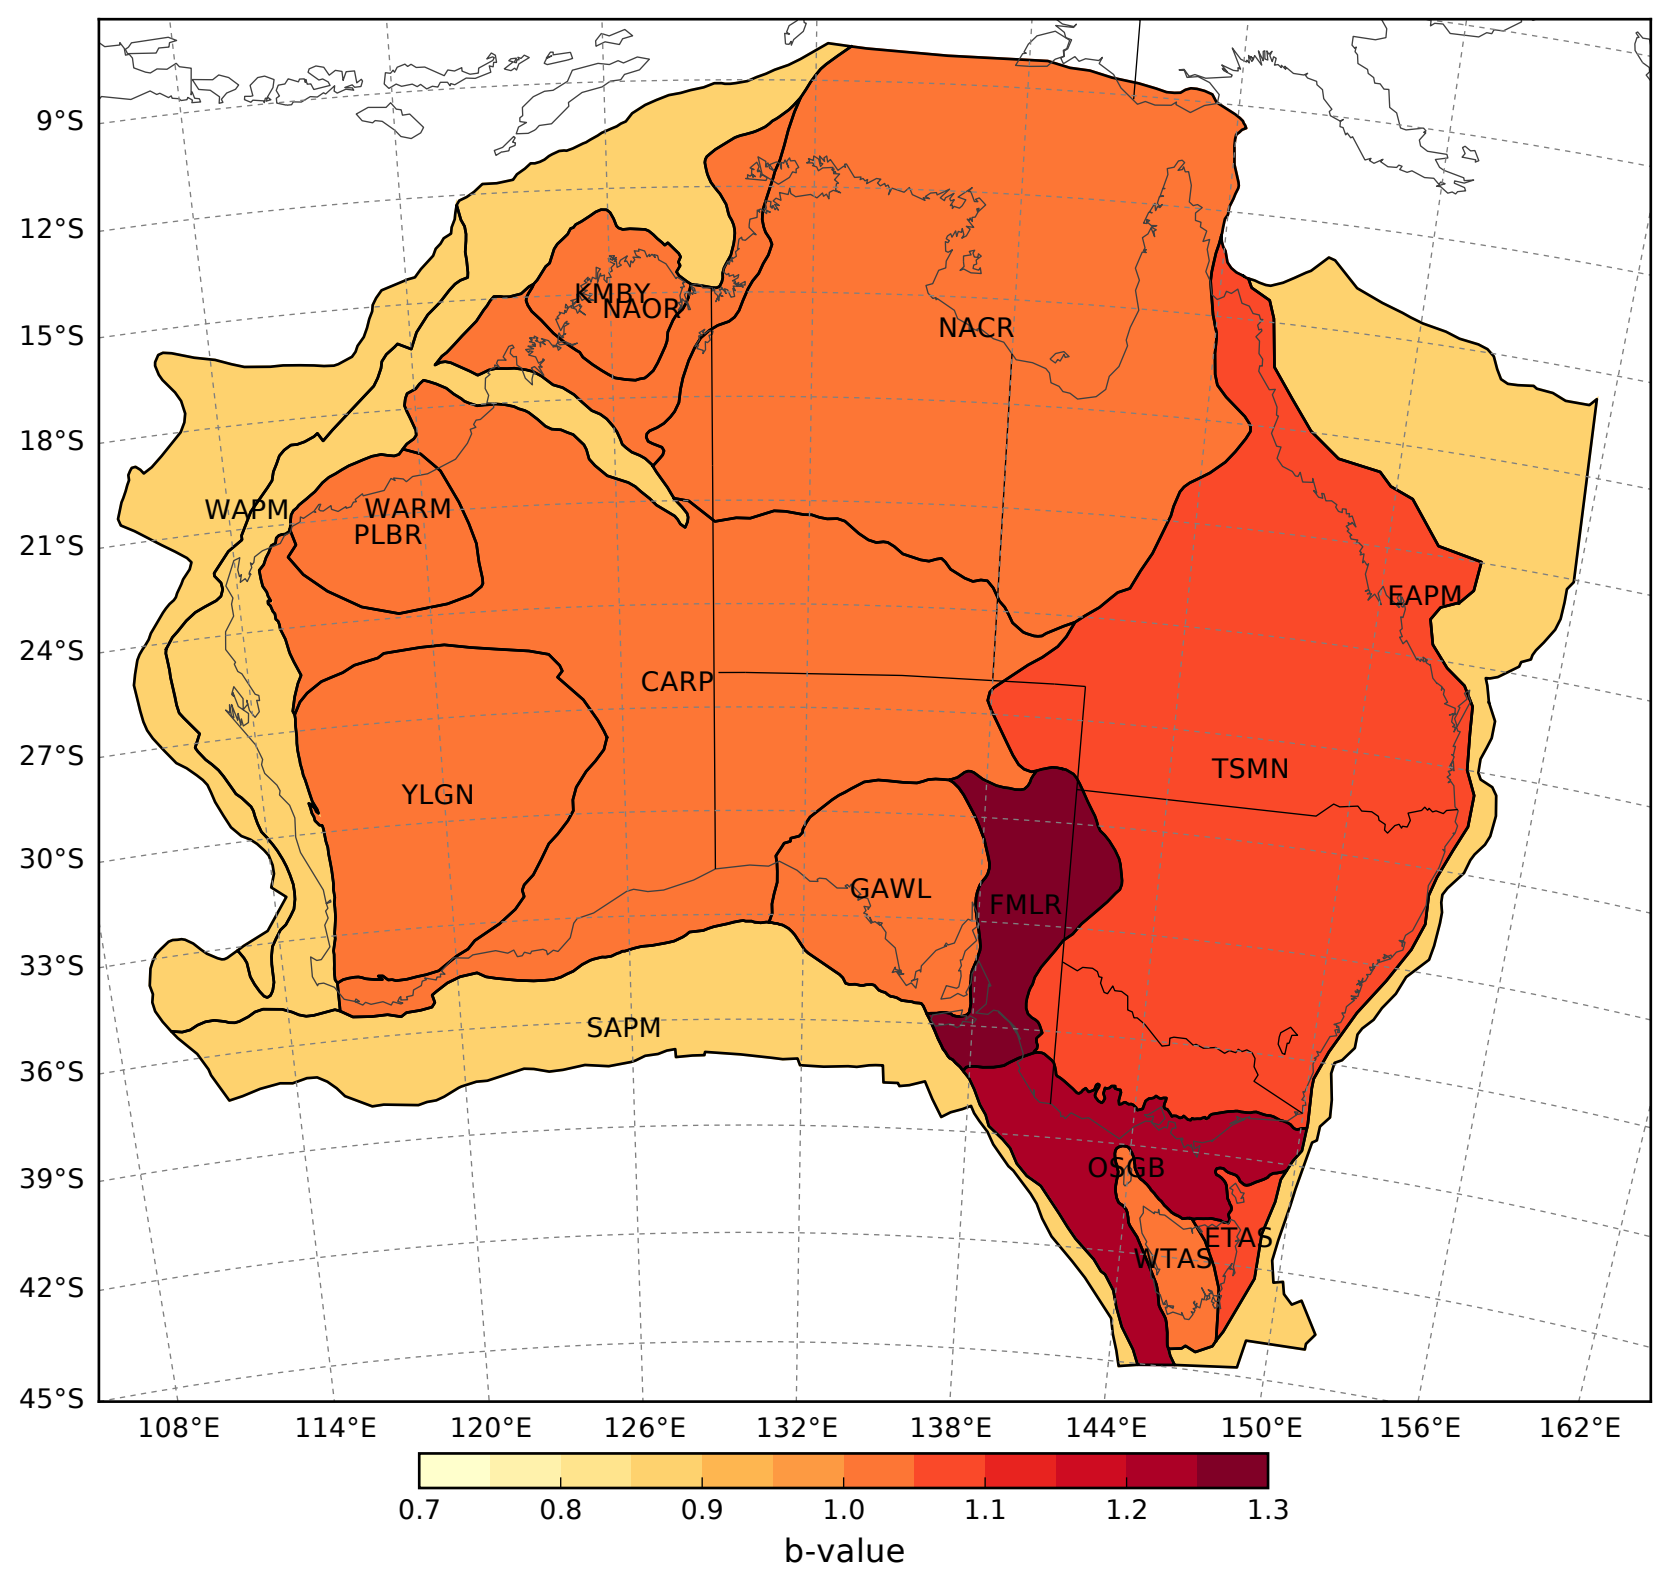 9°S
12°S
15°S
18°S
21°S
24°S
27°S
30°S
33°S
36°S
39°S
42°S
45°S
KMBY
NAOR
NACR
WAPM
WARM
PLBR
EAPM
CARP
TSMN
YLGN
GAWL
FMLR
SAPM
OSGB
ETAS
WTAS
108°E 114°E 120°E 126°E 132°E 138°E 144°E 150°E 156°E 162°E
0.7 0.8 0.9 1.0 1.1 1.2 1.3
b-value